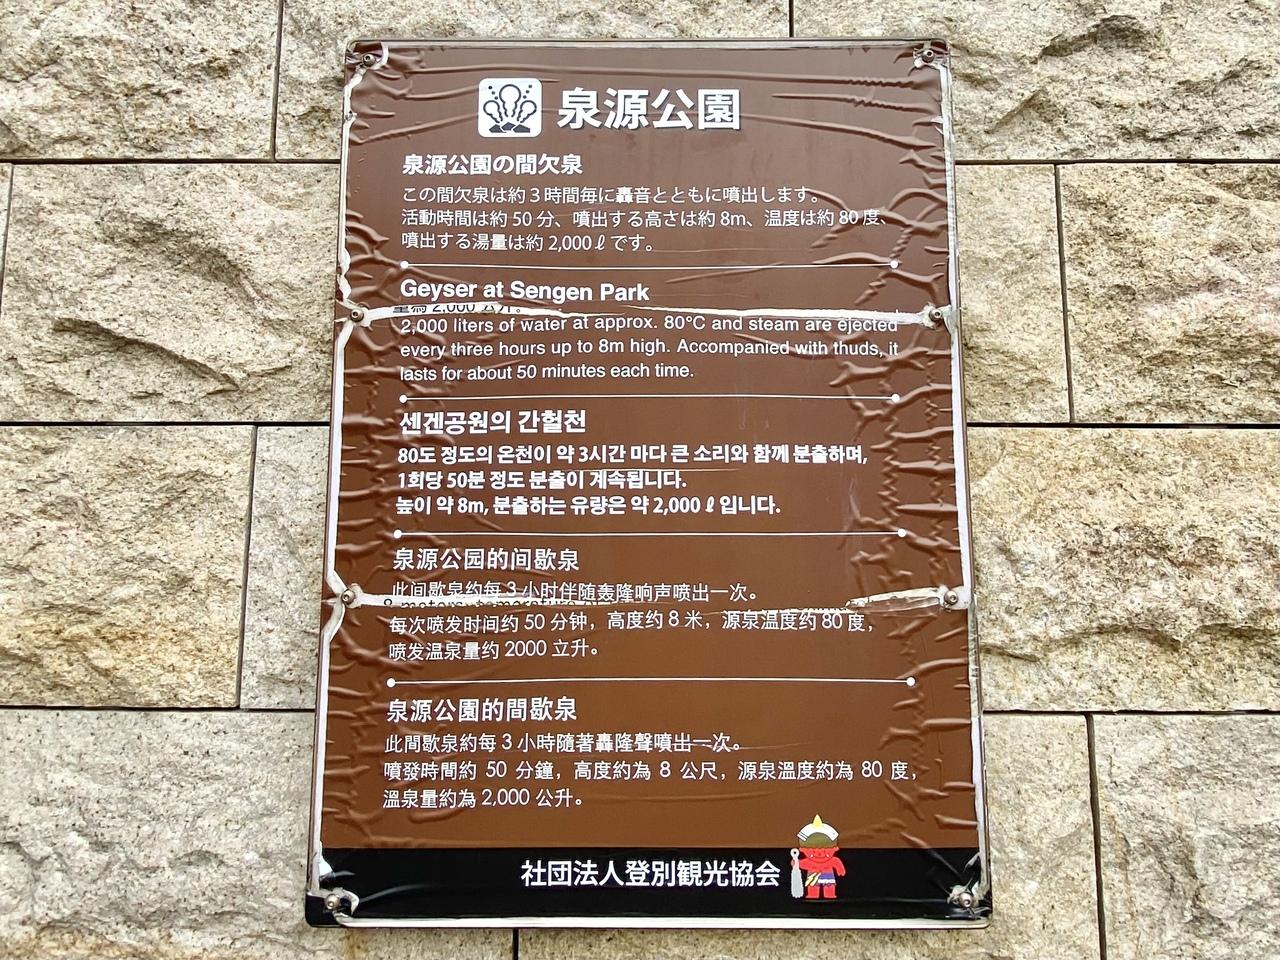 泉源公園
泉源公園の間欠泉
この間欠泉は約3時間毎に轟音とともに噴出します。
活動時間は約50分、噴出する高さは約8m、温度は約80度、
噴出する湯量は約2,000ℓです。
Geyser at Sengen Park
量為 2,000 公升。
2,000 liters of water at approx. 80°C and steam are ejected
every three hours up to 8m high. Accompanied with thuds, it
lasts for about 50 minutes each time.
센겐공원의 간헐천
80도 정도의 온천이 약 3시간 마다 큰 소리와 함께 분출하며,
1회당 50분 정도 분출이 계속됩니다.
높이 약 8m, 분출하는 유량은 약 2,000 ℓ 입니다.
泉源公园的间歇泉
此间歇泉约每 3 小时伴随轰隆响声喷出一次。
8 meters, temperature of
每次喷发时间约 50 分钟，高度约 8 米，源泉温度约 80 度，
喷发温泉量约 2000 立升。
泉源公園的間歇泉
此間歇泉約每 3 小時隨著轟隆聲噴出一次。
噴發時間約 50 分鐘，高度約為 8 公尺，源泉溫度約為 80 度，
溫泉量約為 2,000 公升。
社団法人登別観光協会